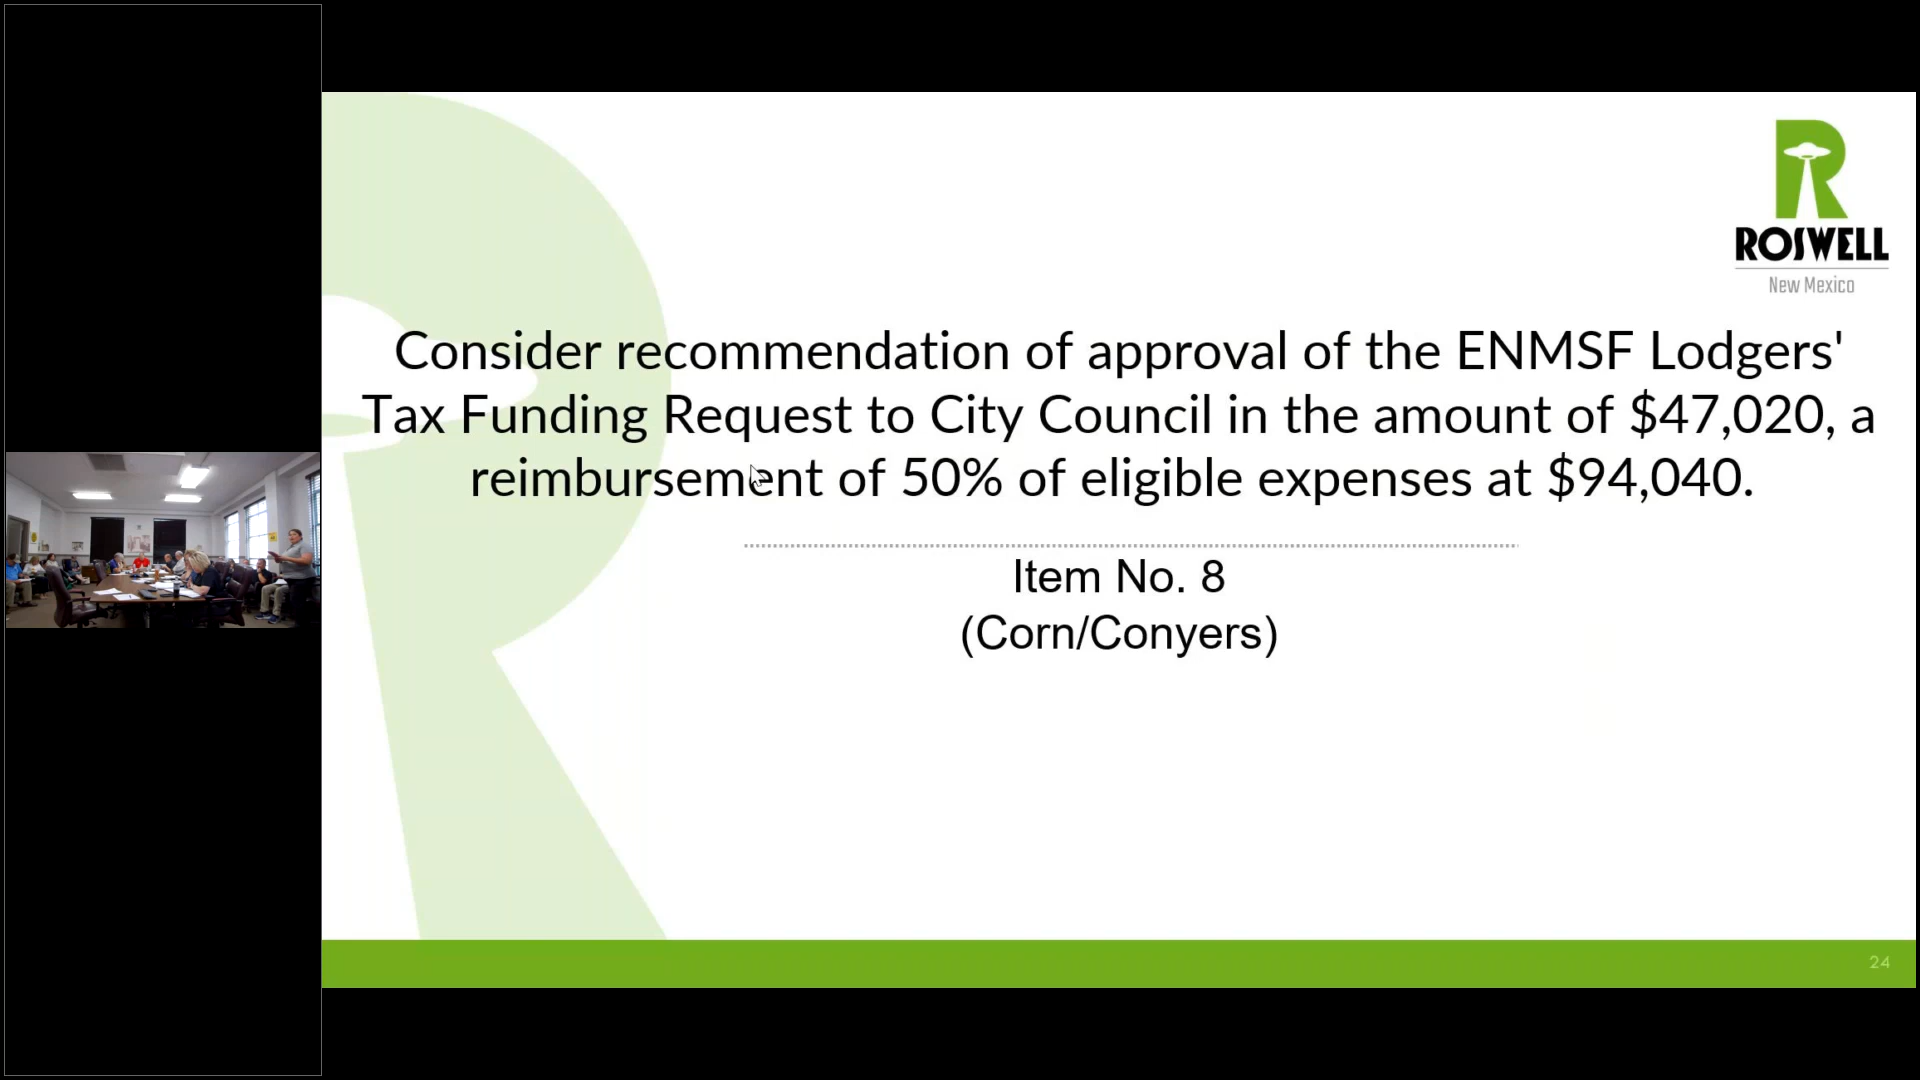 ROSWELL
New Mexico
Consider recommendation of approval of the ENMSF Lodgers'
Tax Funding Request to City Council in the amount of $47,020, a
reimbursement of 50% of eligible expenses at $94,040.
Item No. 8
(Corn/Conyers)
24